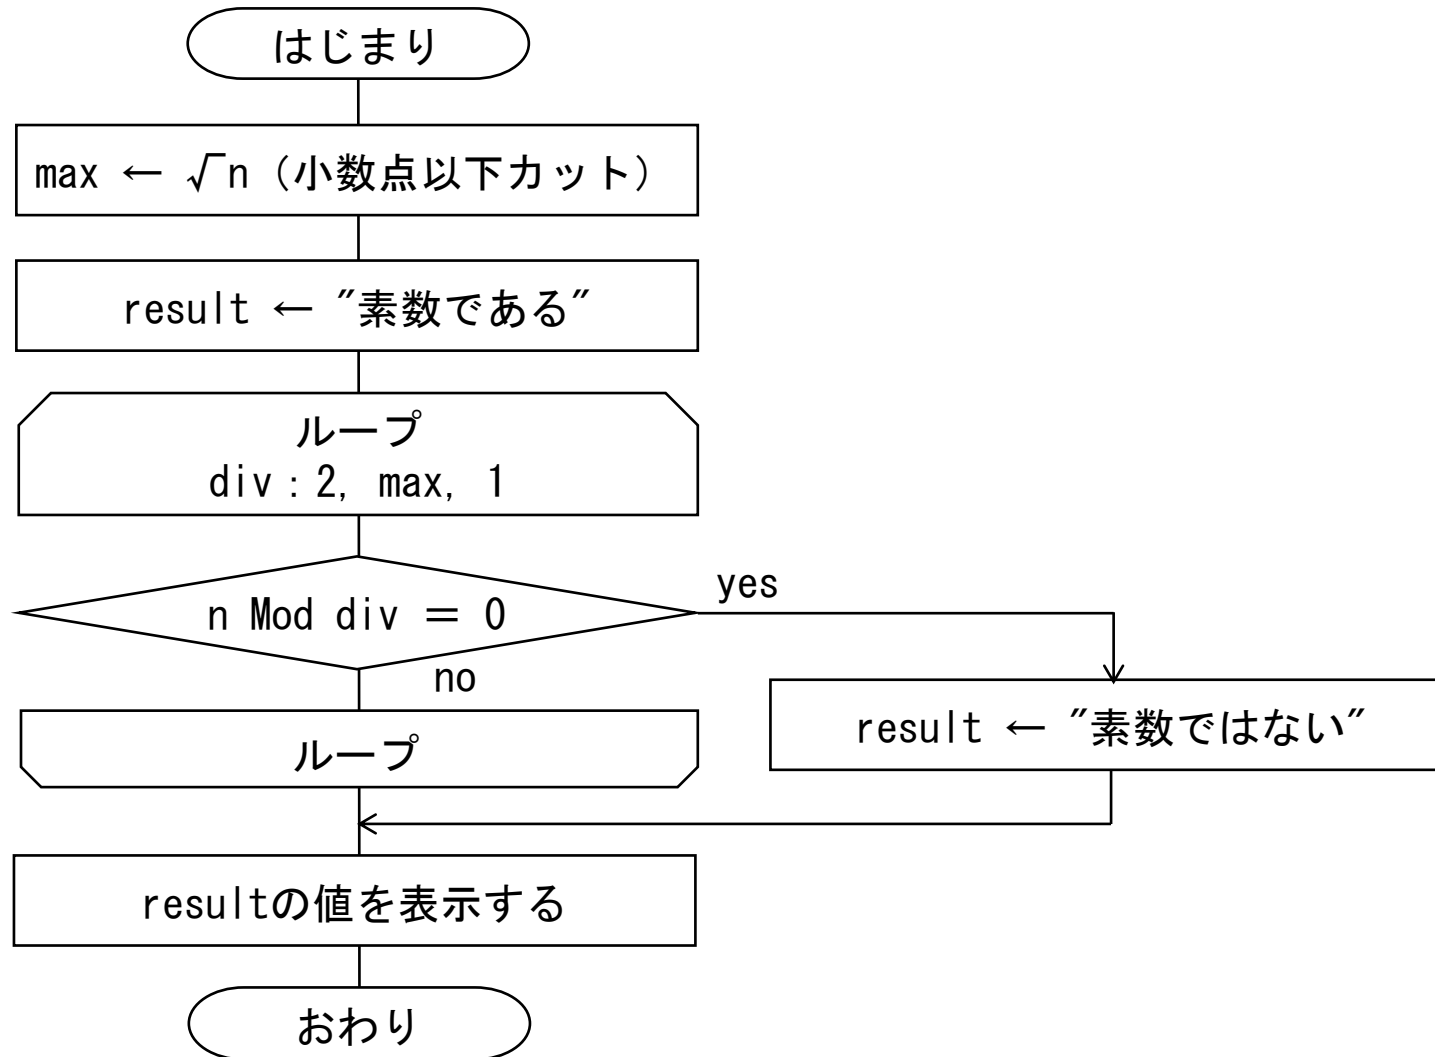 はじまり
max ← √n (小数点以下カット)
result ← "素数である"
ループ
div : 2, max, 1
n Mod div = 0
yes
no
result ← "素数ではない"
ループ
resultの値を表示する
おわり